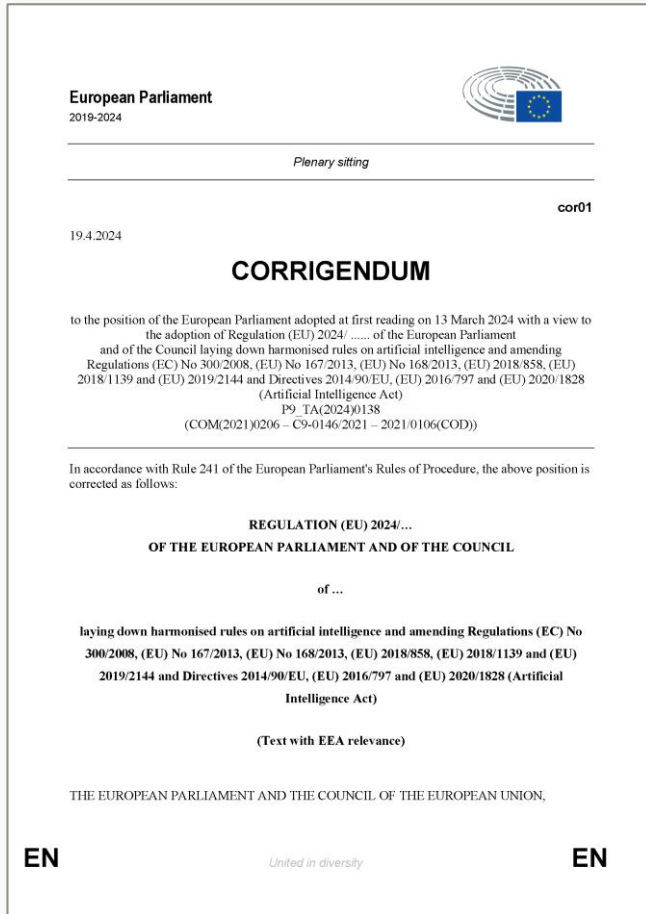 European Parliament
2019-2024
Plenary sitting
cor01
19.4.2024
CORRIGENDUM
to the position of the European Parliament adopted at first reading on 13 March 2024 with a view to
the adoption of Regulation (EU) 2024/ ...... of the European Parliament
and of the Council laying down harmonised rules on artificial intelligence and amending
Regulations (EC) No 300/2008, (EU) No 167/2013, (EU) No 168/2013, (EU) 2018/858, (EU)
2018/1139 and (EU) 2019/2144 and Directives 2014/90/EU, (EU) 2016/797 and (EU) 2020/1828
(Artificial Intelligence Act)
P9_TA(2024)0138
(COM(2021)0206 – C9-0146/2021 – 2021/0106(COD))
In accordance with Rule 241 of the European Parliament's Rules of Procedure, the above position is
corrected as follows:
REGULATION (EU) 2024/...
OF THE EUROPEAN PARLIAMENT AND OF THE COUNCIL
of ...
laying down harmonised rules on artificial intelligence and amending Regulations (EC) No
300/2008, (EU) No 167/2013, (EU) No 168/2013, (EU) 2018/858, (EU) 2018/1139 and (EU)
2019/2144 and Directives 2014/90/EU, (EU) 2016/797 and (EU) 2020/1828 (Artificial
Intelligence Act)
(Text with EEA relevance)
THE EUROPEAN PARLIAMENT AND THE COUNCIL OF THE EUROPEAN UNION,
EN United in diversity EN